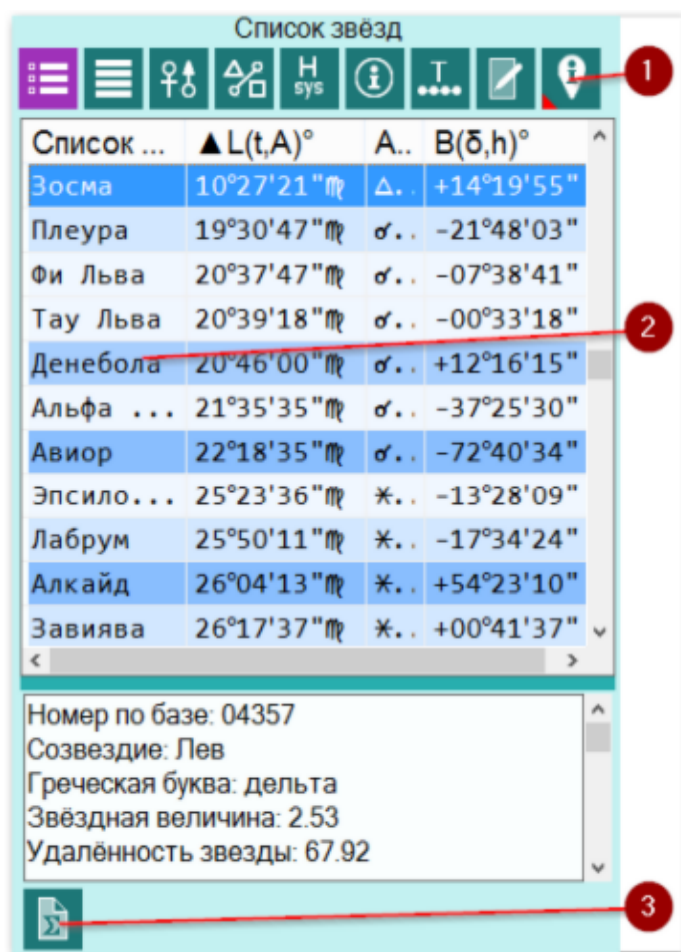 Список звёзд
H
sys
T
1
Список ... ▲L(t,A)° A.. B(δ,h)°
Зосма 10°27'21"♍ △.. +14°19'55"
Плеура 19°30'47"♍ ☌.. -21°48'03"
Фи Льва 20°37'47"♍ ☌.. -07°38'41"
Тау Льва 20°39'18"♍ ☌.. -00°33'18"
2
Денебола 20°46'00"♍ ☌.. +12°16'15"
Альфа ... 21°35'35"♍ ☌.. -37°25'30"
Авиор 22°18'35"♍ ☌.. -72°40'34"
Эпсило... 25°23'36"♍ ⚹.. -13°28'09"
Лабрум 25°50'11"♍ ⚹.. -17°34'24"
Алкайд 26°04'13"♍ ⚹.. +54°23'10"
Завиява 26°17'37"♍ ⚹.. +00°41'37"
Номер по базе: 04357
Созвездие: Лев
Греческая буква: дельта
Звёздная величина: 2.53
Удалённость звезды: 67.92
3